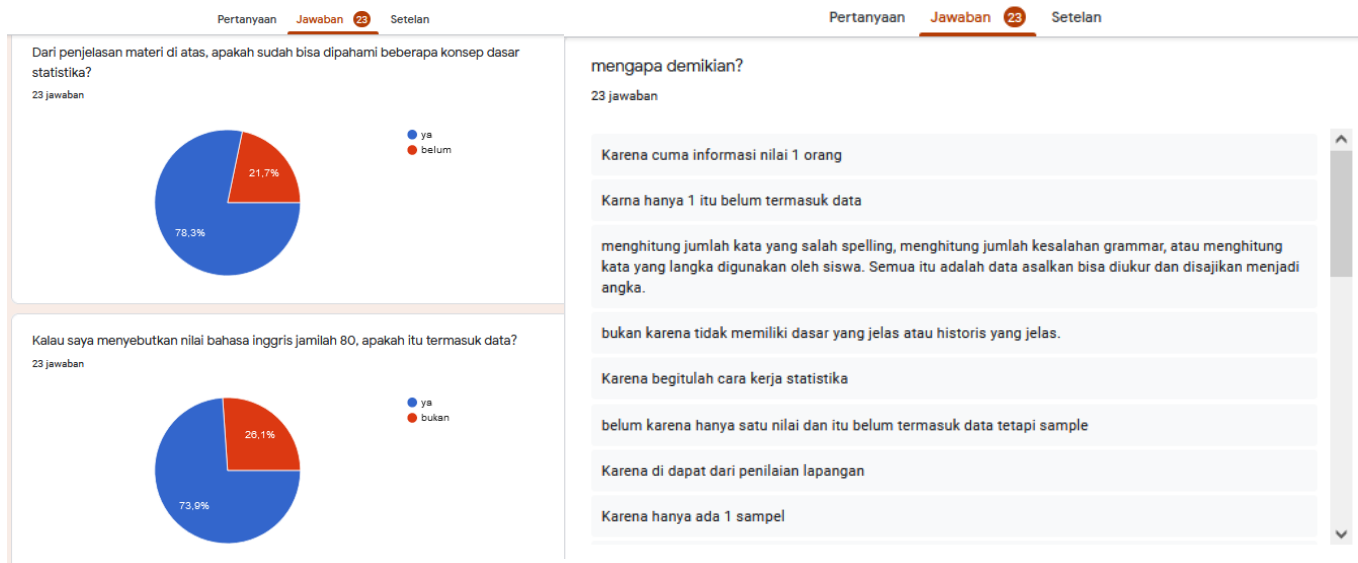 Pertanyaan Jawaban 23 Setelan
Dari penjelasan materi di atas, apakah sudah bisa dipahami beberapa konsep dasar
statistika?
23 jawaban
ya
belum
21,7%
78,3%
Kalau saya menyebutkan nilai bahasa inggris jamilah 80, apakah itu termasuk data?
23 jawaban
ya
bukan
26,1%
73,9%
Pertanyaan Jawaban 23 Setelan
mengapa demikian?
23 jawaban
Karena cuma informasi nilai 1 orang
Karna hanya 1 itu belum termasuk data
menghitung jumlah kata yang salah spelling, menghitung jumlah kesalahan grammar, atau menghitung
kata yang langka digunakan oleh siswa. Semua itu adalah data asalkan bisa diukur dan disajikan menjadi
angka.
bukan karena tidak memiliki dasar yang jelas atau historis yang jelas.
Karena begitulah cara kerja statistika
belum karena hanya satu nilai dan itu belum termasuk data tetapi sample
Karena di dapat dari penilaian lapangan
Karena hanya ada 1 sampel